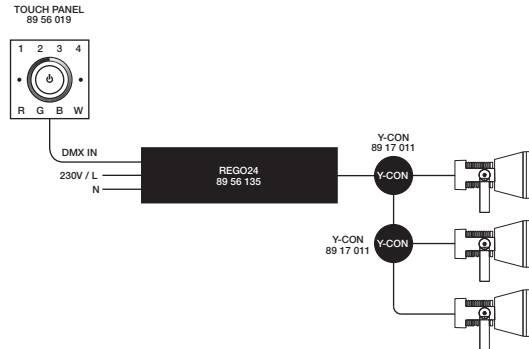 TOUCH PANEL
89 56 019
1 2 3 4
R G B W
DMX IN
230V / L
N
REGO24
89 56 135
Y-CON
89 17 011
Y-CON
Y-CON
89 17 011
Y-CON